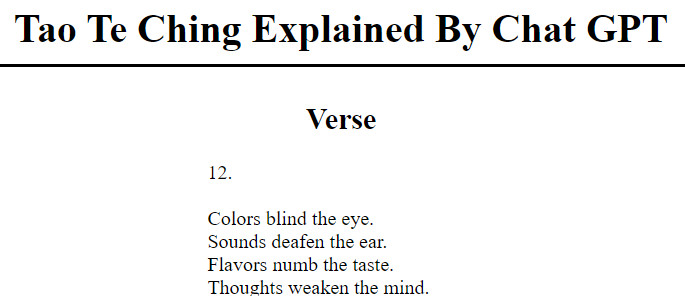 Tao Te Ching Explained By Chat GPT
Verse
12.
Colors blind the eye.
Sounds deafen the ear.
Flavors numb the taste.
Thoughts weaken the mind.